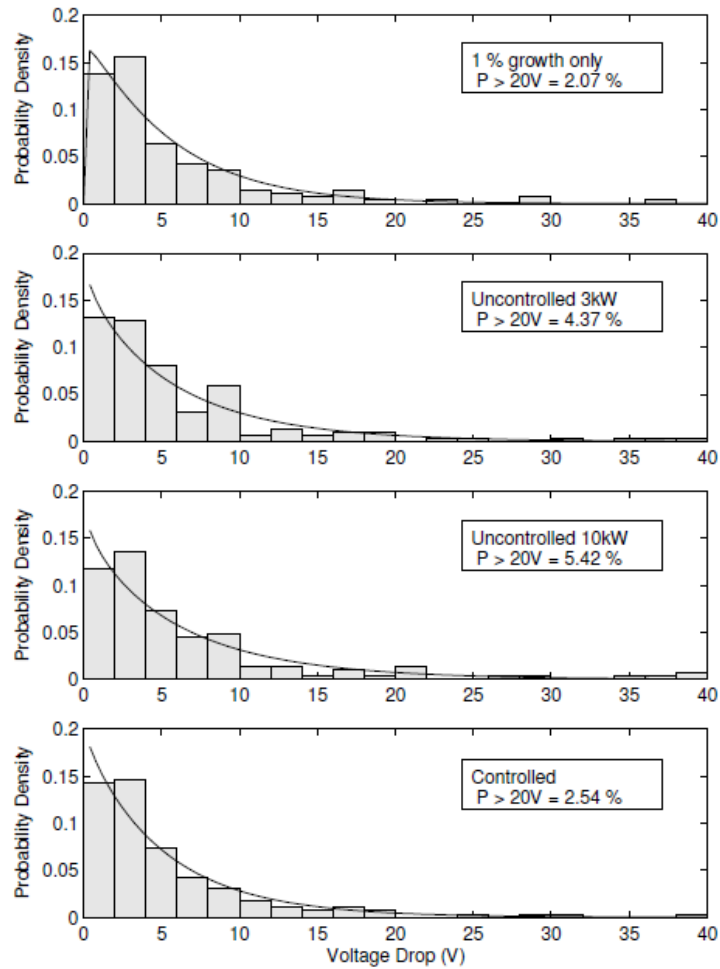 0.2
0.15
0.1
0.05
0
Probability Density
1 % growth only
P > 20V = 2.07 %
0 5 10 15 20 25 30 35 40
0.2
0.15
0.1
0.05
0
Probability Density
Uncontrolled 3kW
P > 20V = 4.37 %
0 5 10 15 20 25 30 35 40
0.2
0.15
0.1
0.05
0
Probability Density
Uncontrolled 10kW
P > 20V = 5.42 %
0 5 10 15 20 25 30 35 40
0.2
0.15
0.1
0.05
0
Probability Density
Controlled
P > 20V = 2.54 %
0 5 10 15 20 25 30 35 40
Voltage Drop (V)